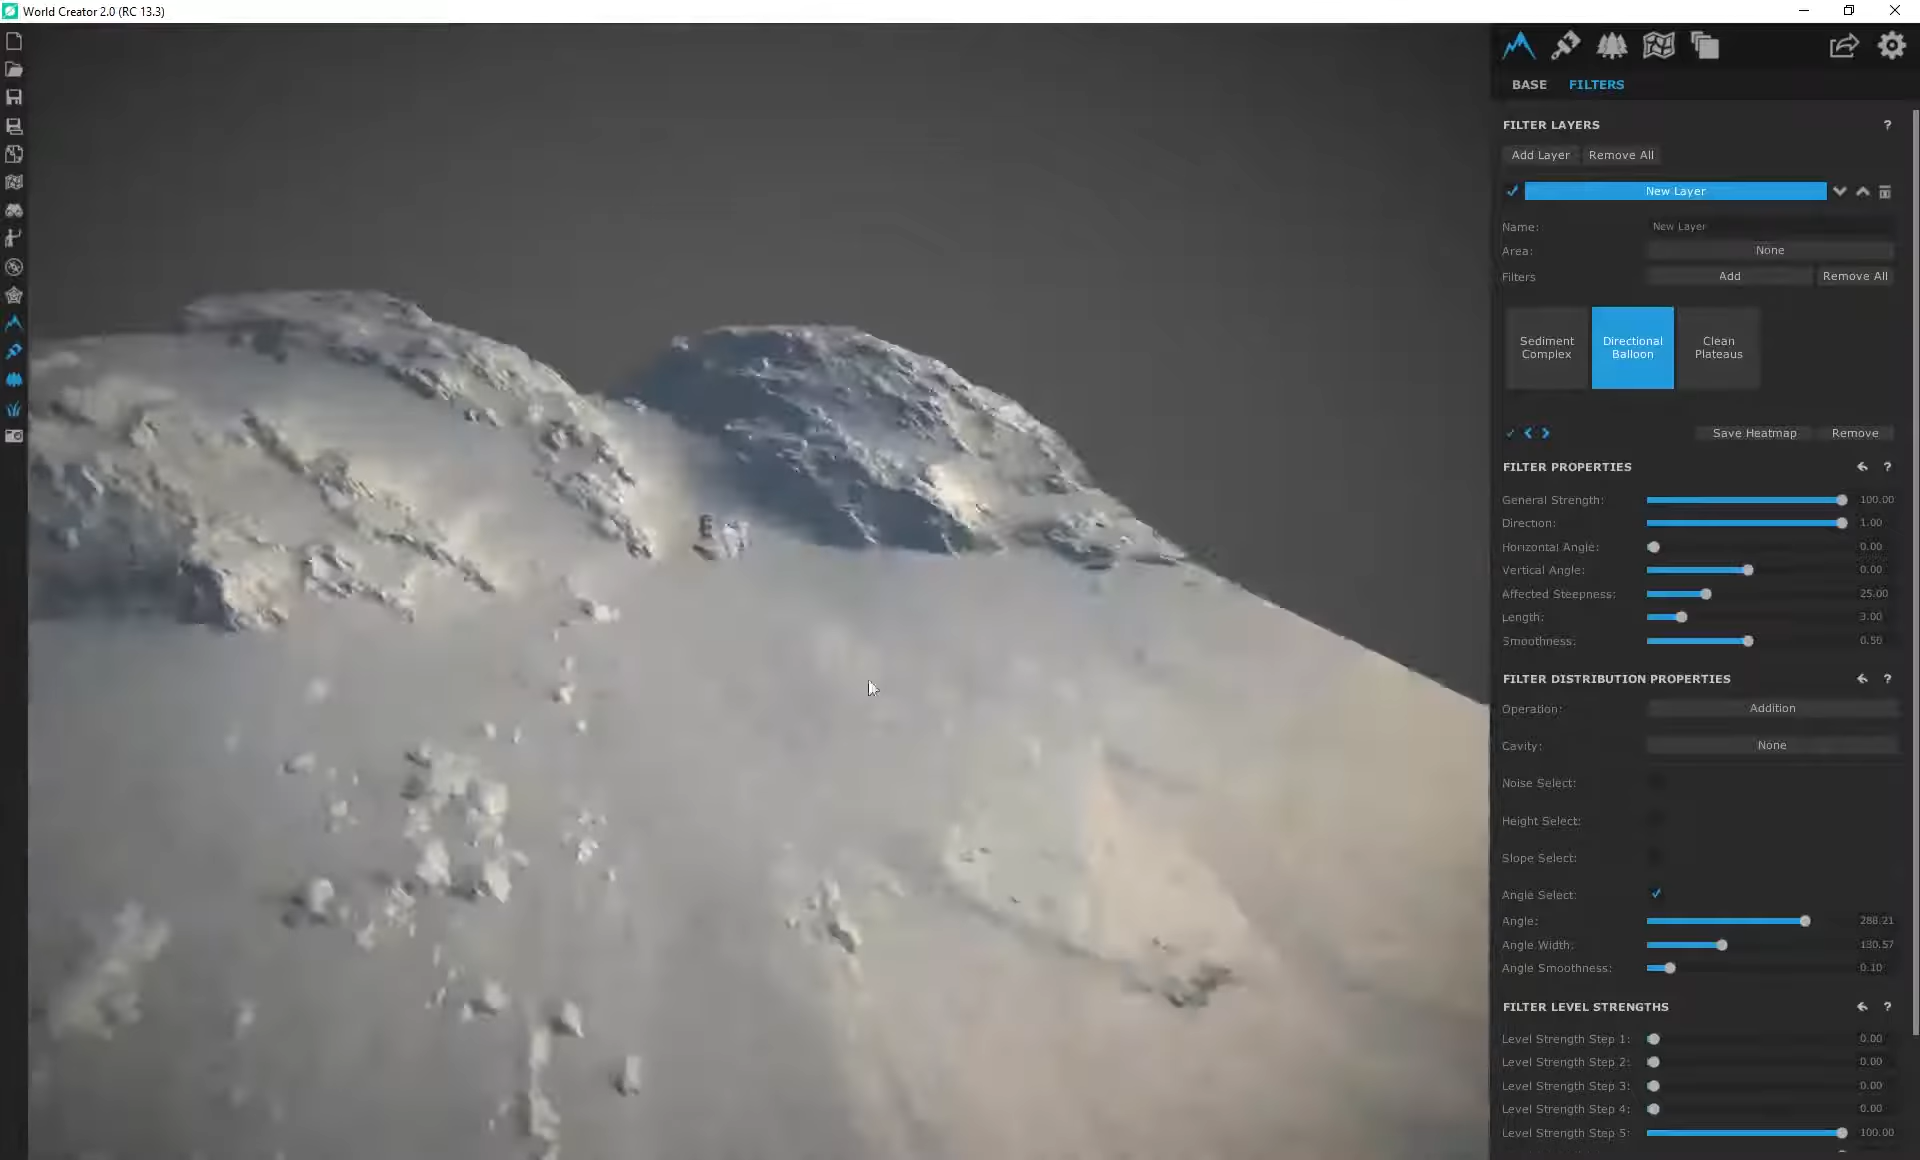 World Creator 2.0 (RC 13.3)
BASE FILTERS
FILTER LAYERS ?
Add Layer Remove All
New Layer
Name: New Layer
Area: None
Filters Add Remove All
Sediment Complex
Directional Balloon
Clean Plateaus
Save Heatmap Remove
FILTER PROPERTIES ?
General Strength: 100.00
Direction: 1.00
Horizontal Angle: 0.00
Vertical Angle: 0.00
Affected Steepness: 25.00
Length: 3.00
Smoothness: 0.50
FILTER DISTRIBUTION PROPERTIES ?
Operation: Addition
Cavity: None
Noise Select:
Height Select:
Slope Select:
Angle Select:
Angle: 288.21
Angle Width: 130.57
Angle Smoothness: 0.10
FILTER LEVEL STRENGTHS ?
Level Strength Step 1: 0.00
Level Strength Step 2: 0.00
Level Strength Step 3: 0.00
Level Strength Step 4: 0.00
Level Strength Step 5: 100.00